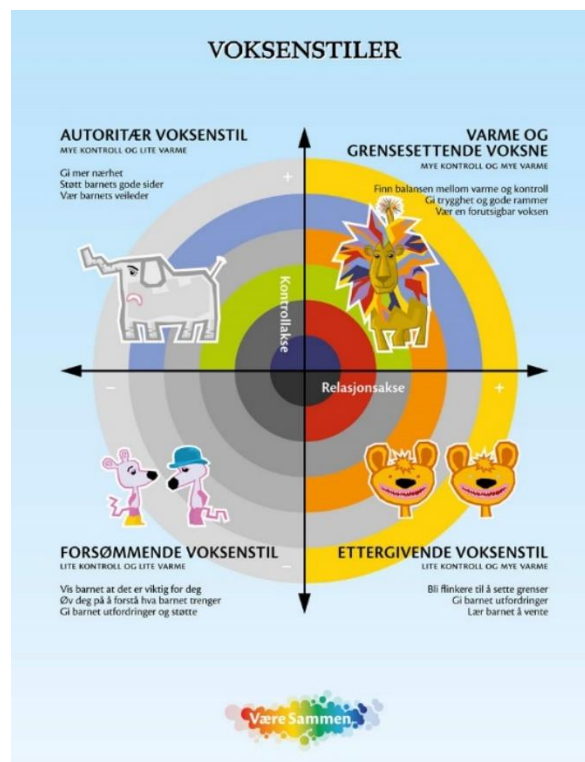 VOKSENSTILER
AUTORITÆR VOKSENSTIL
MYE KONTROLL OG LITE VARME
Gi mer nærhet
Støtt barnets gode sider
Vær barnets veileder
VARME OG
GRENSESETTENDE VOKSNE
MYE KONTROLL OG MYE VARME
Finn balansen mellom varme og kontroll
Gi trygghet og gode rammer
Vær en forutsigbar voksen
+
Kontrollakse
Relasjonsakse
–
+
–
FORSØMMENDE VOKSENSTIL
LITE KONTROLL OG LITE VARME
Vis barnet at det er viktig for deg
Øv deg på å forstå hva barnet trenger
Gi barnet utfordringer og støtte
ETTERGIVENDE VOKSENSTIL
LITE KONTROLL OG MYE VARME
Bli flinkere til å sette grenser
Gi barnet utfordringer
Lær barnet å vente
Være Sammen